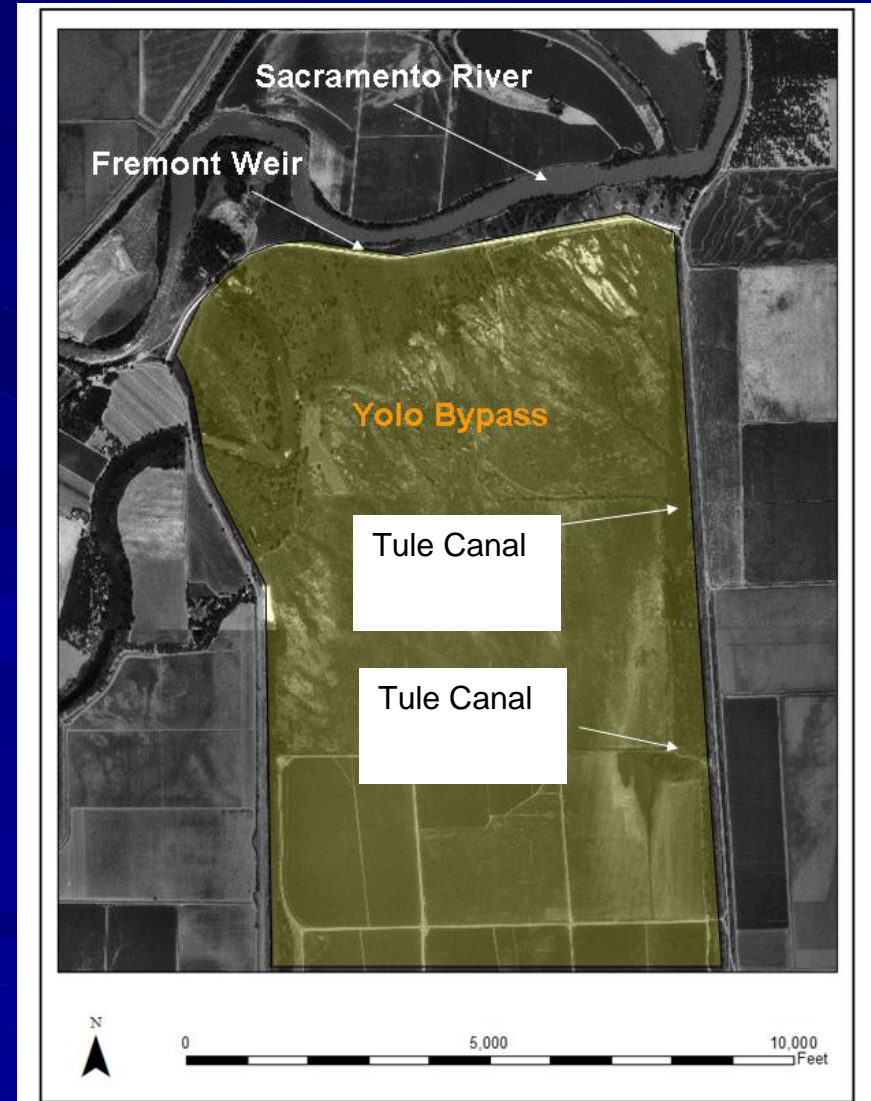 Sacramento River
Fremont Weir
Yolo Bypass
Tule Canal
Tule Canal
N
0
5,000
10,000
Feet